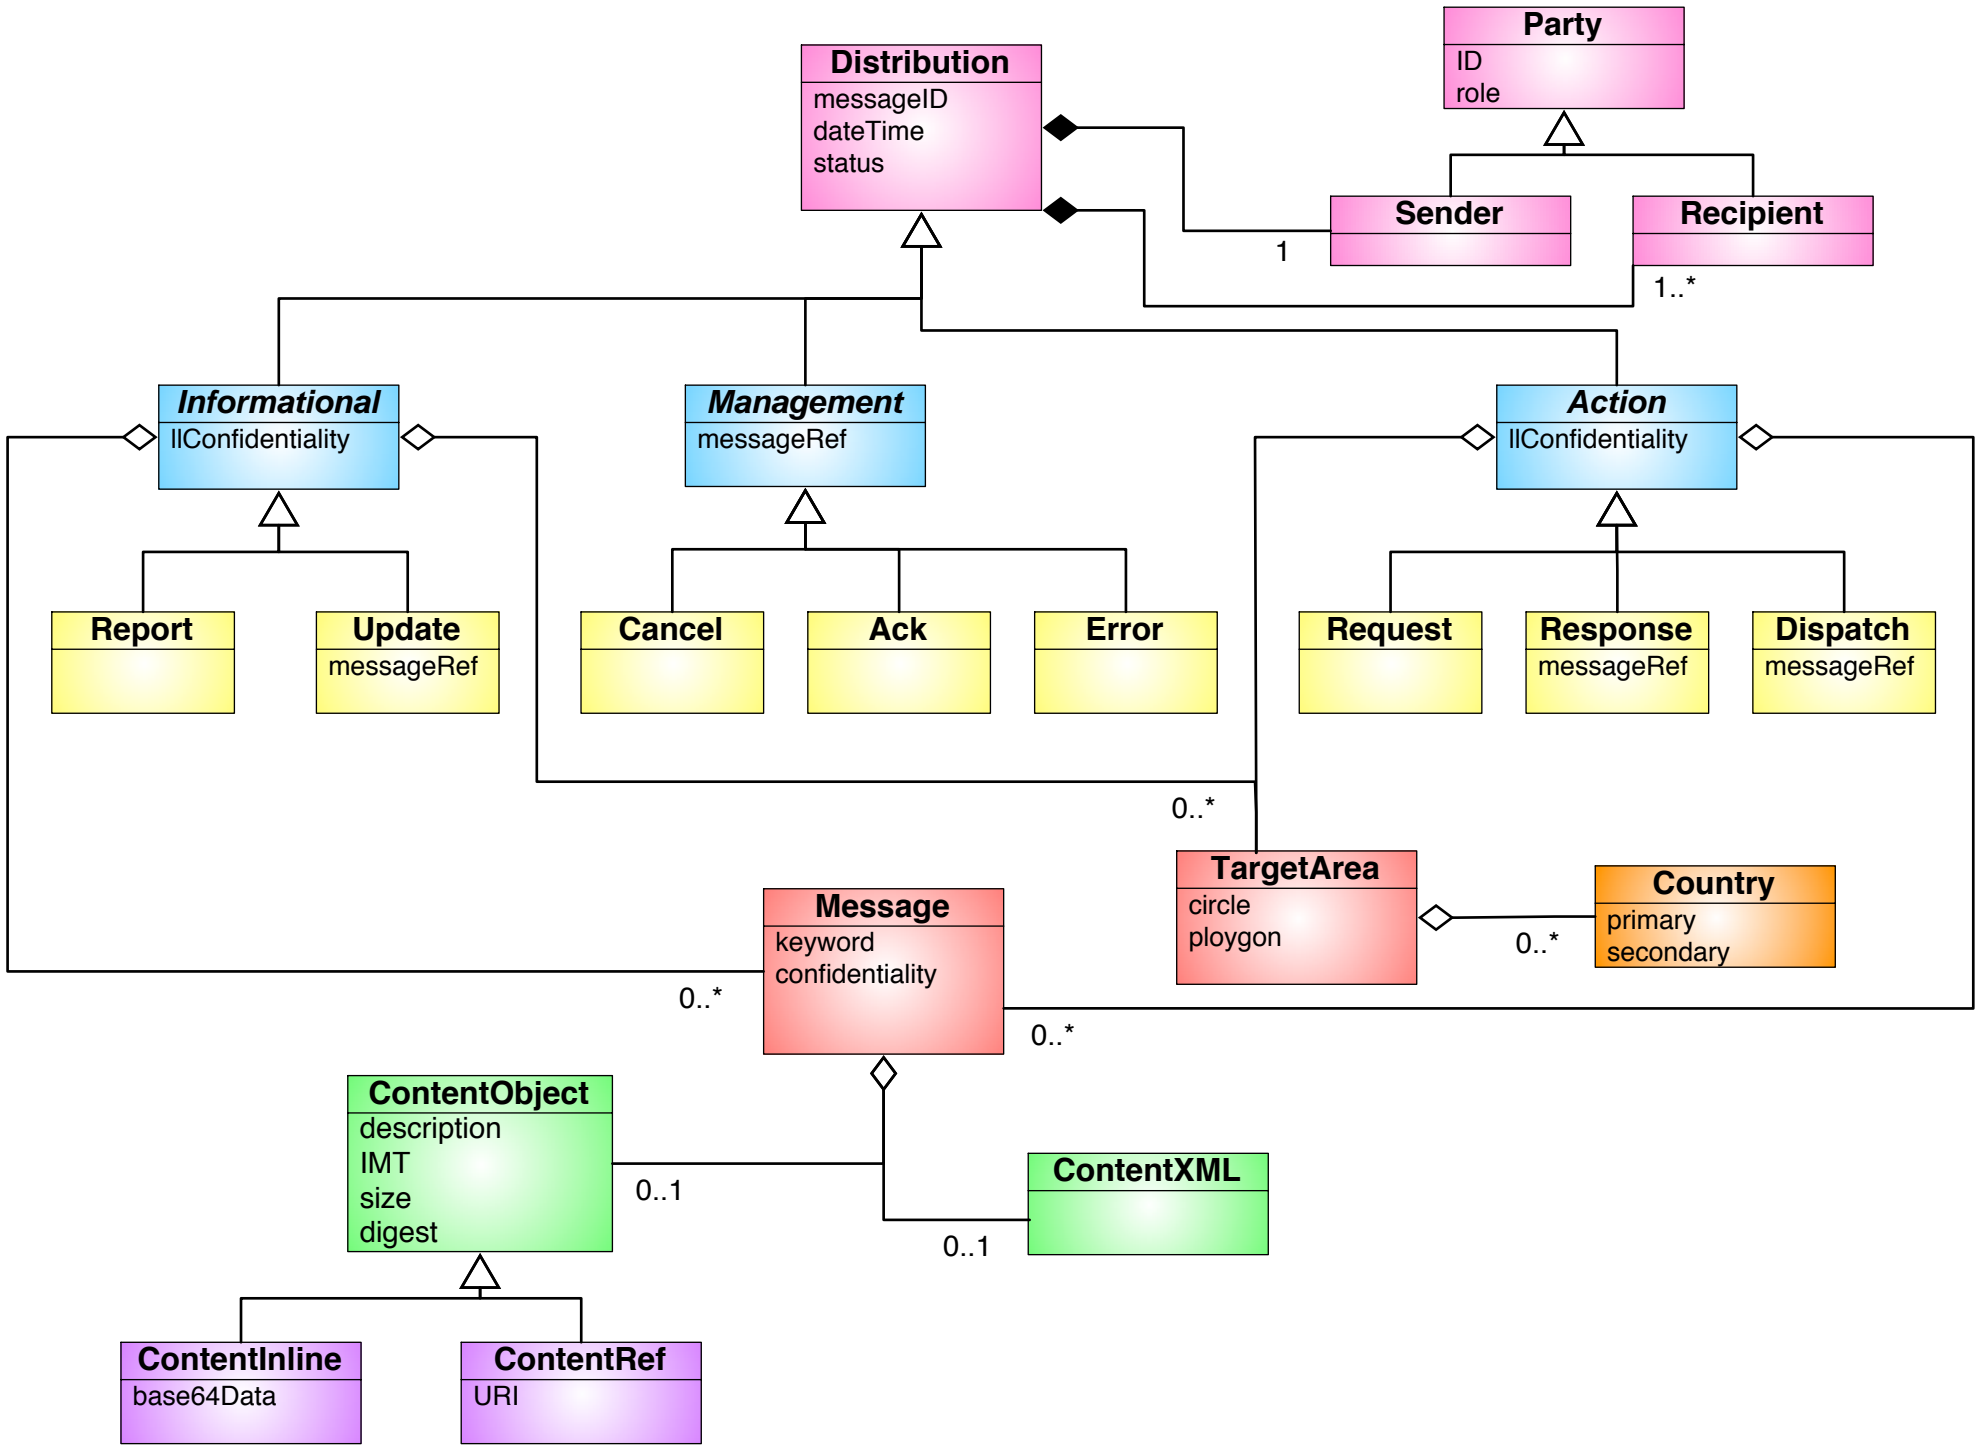 Party
ID
role
Distribution
messageID
dateTime
status
Sender
Recipient
1
1..*
Informational
llConfidentiality
Management
messageRef
Action
llConfidentiality
Report
Update
messageRef
Cancel
Ack
Error
Request
Response
messageRef
Dispatch
messageRef
0..*
TargetArea
circle
ploygon
Country
primary
secondary
0..*
Message
keyword
confidentiality
0..*
0..*
ContentObject
description
IMT
size
digest
0..1
ContentXML
0..1
ContentInline
base64Data
ContentRef
URI